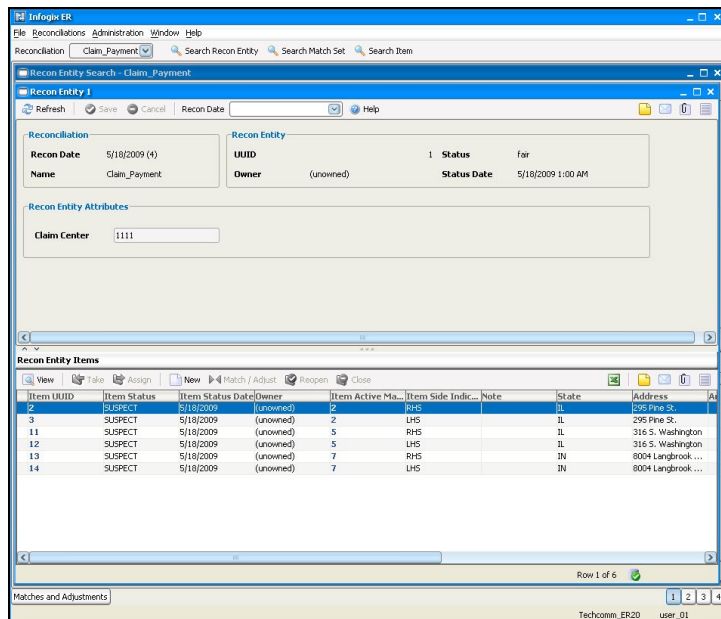 Infogix ER
File Reconciliations Administration Window Help
Reconciliation Claim_Payment Search Recon Entity Search Match Set Search Item
Recon Entity Search - Claim_Payment
Recon Entity 1
Refresh Save Cancel Recon Date Help
Reconciliation Recon Entity
Recon Date 5/18/2009 (4) UUID 1 Status fair
Name Claim_Payment Owner (unowned) Status Date 5/18/2009 1:00 AM
Recon Entity Attributes
Claim Center 1111
Recon Entity Items
View Take Assign New Match / Adjust Reopen Close
Item UUID Item Status Item Status Date Owner Item Active Ma... Item Side Indic... Note State Address
2 SUSPECT 5/18/2009 (unowned) 2 RHS IL 295 Pine St.
3 SUSPECT 5/18/2009 (unowned) 2 LHS IL 295 Pine St.
11 SUSPECT 5/18/2009 (unowned) 5 RHS IL 316 S. Washington
12 SUSPECT 5/18/2009 (unowned) 5 LHS IL 316 S. Washington
13 SUSPECT 5/18/2009 (unowned) 7 RHS IN 8004 Langbrook ...
14 SUSPECT 5/18/2009 (unowned) 7 LHS IN 8004 Langbrook ...
Row 1 of 6
Matches and Adjustments 1 2 3 4
Techcomm_ER20 user_01